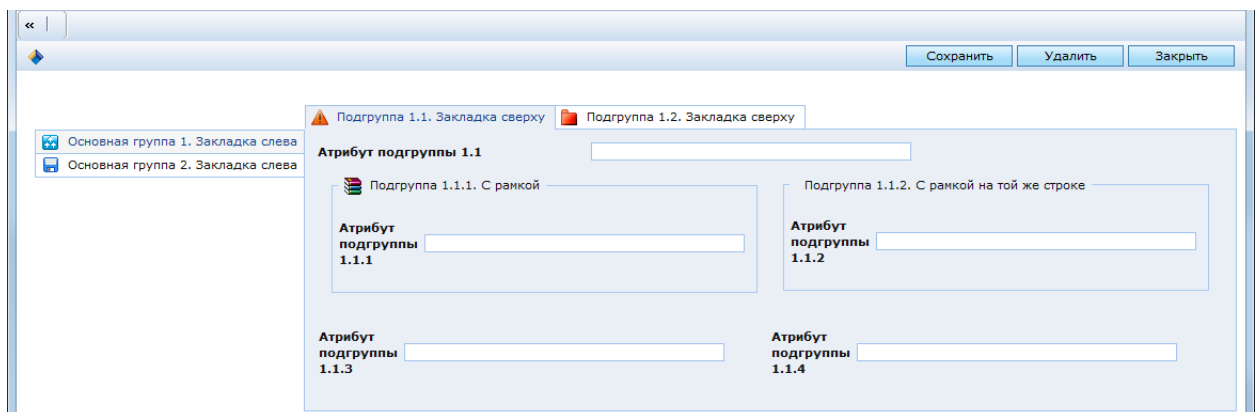 «
Сохранить Удалить Закрыть
Подгруппа 1.1. Закладка сверху Подгруппа 1.2. Закладка сверху
Основная группа 1. Закладка слева
Основная группа 2. Закладка слева
Атрибут подгруппы 1.1
Подгруппа 1.1.1. С рамкой
Атрибут
подгруппы
1.1.1
Подгруппа 1.1.2. С рамкой на той же строке
Атрибут
подгруппы
1.1.2
Атрибут
подгруппы
1.1.3
Атрибут
подгруппы
1.1.4